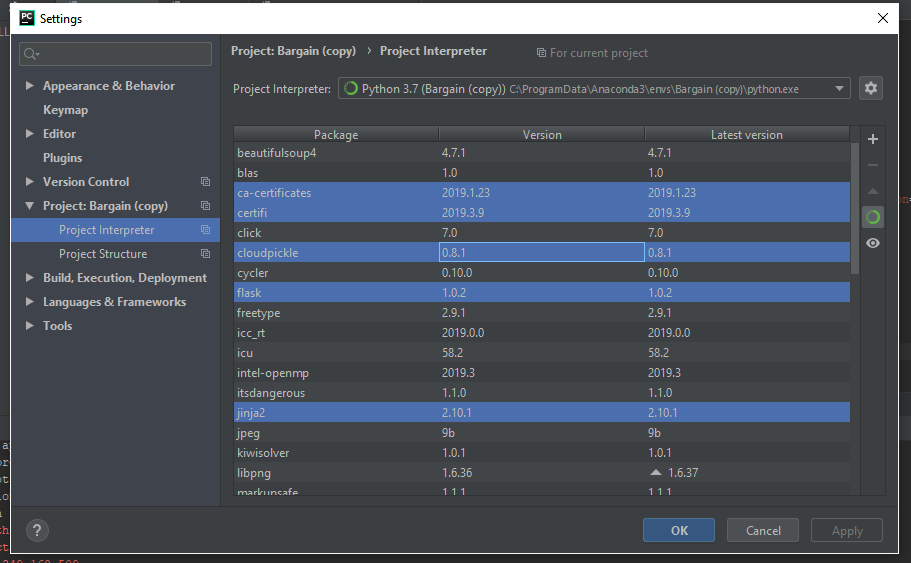 PC Settings
Project: Bargain (copy) › Project Interpreter For current project
Appearance & Behavior
Keymap
Editor
Plugins
Version Control
Project: Bargain (copy)
Project Interpreter
Project Structure
Build, Execution, Deployment
Languages & Frameworks
Tools
Project Interpreter: Python 3.7 (Bargain (copy)) C:\ProgramData\Anaconda3\envs\Bargain (copy)\python.exe
Package Version Latest version
beautifulsoup4 4.7.1 4.7.1
blas 1.0 1.0
ca-certificates 2019.1.23 2019.1.23
certifi 2019.3.9 2019.3.9
click 7.0 7.0
cloudpickle 0.8.1 0.8.1
cycler 0.10.0 0.10.0
flask 1.0.2 1.0.2
freetype 2.9.1 2.9.1
icc_rt 2019.0.0 2019.0.0
icu 58.2 58.2
intel-openmp 2019.3 2019.3
itsdangerous 1.1.0 1.1.0
jinja2 2.10.1 2.10.1
jpeg 9b 9b
kiwisolver 1.0.1 1.0.1
libpng 1.6.36 1.6.37
markupsafe 1.1.1 1.1.1
? OK Cancel Apply